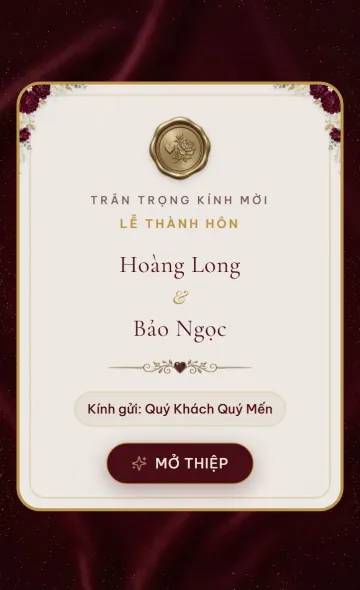 TRÂN TRỌNG KÍNH MỜI
LỄ THÀNH HÔN
Hoàng Long
&
Bảo Ngọc
Kính gửi: Quý Khách Quý Mến
MỞ THIỆP